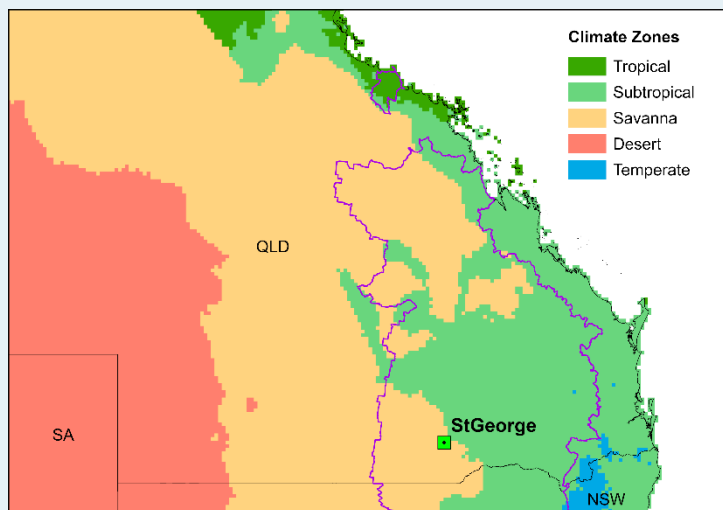 Climate Zones
Tropical
Subtropical
Savanna
Desert
Temperate
QLD
StGeorge
SA
NSW